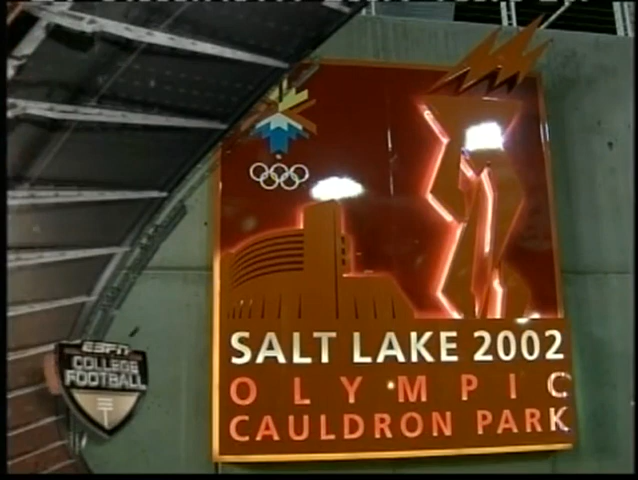 SALT LAKE 2002
OLYMPIC
CAULDRON PARK
ESPN
COLLEGE
FOOTBALL